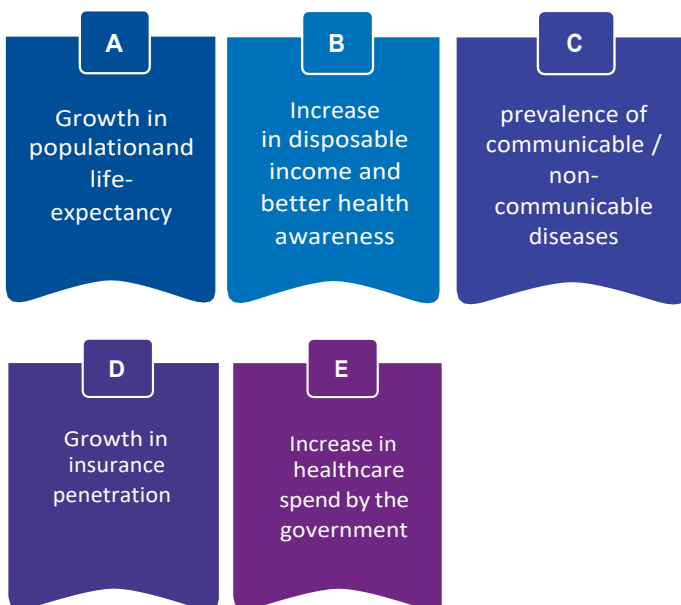 A
Growth in
populationand
life-
expectancy
B
Increase
in disposable
income and
better health
awareness
C
prevalence of
communicable /
non-
communicable
diseases
D
Growth in
insurance
penetration
E
Increase in
healthcare
spend by the
government